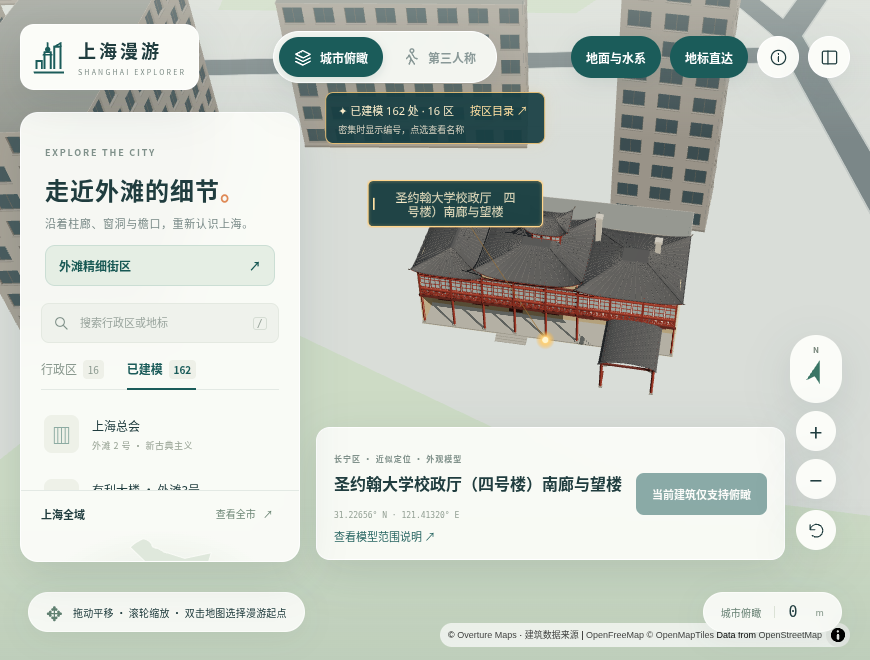 上海漫游
SHANGHAI EXPLORER
城市俯瞰
第三人称
地面与水系
地标直达
✦ 已建模 162 处 · 16 区 按区目录 ↗
密集时显示编号，点选查看名称
EXPLORE THE CITY
走近外滩的细节。
沿着柱廊、窗洞与檐口，重新认识上海。
外滩精细街区 ↗
搜索行政区或地标 /
行政区 16 已建模 162
上海总会
外滩 2 号 · 新古典主义
上海全域 查看全市 ↗
圣约翰大学校政厅 四
号楼）南廊与望楼
N
+
−
长宁区 · 近似定位 · 外观模型
圣约翰大学校政厅（四号楼）南廊与望楼
31.22656° N · 121.41320° E
查看模型范围说明 ↗
当前建筑仅支持俯瞰
拖动平移 · 滚轮缩放 · 双击地图选择漫游起点
城市俯瞰 0 m
© Overture Maps · 建筑数据来源 | OpenFreeMap © OpenMapTiles Data from OpenStreetMap